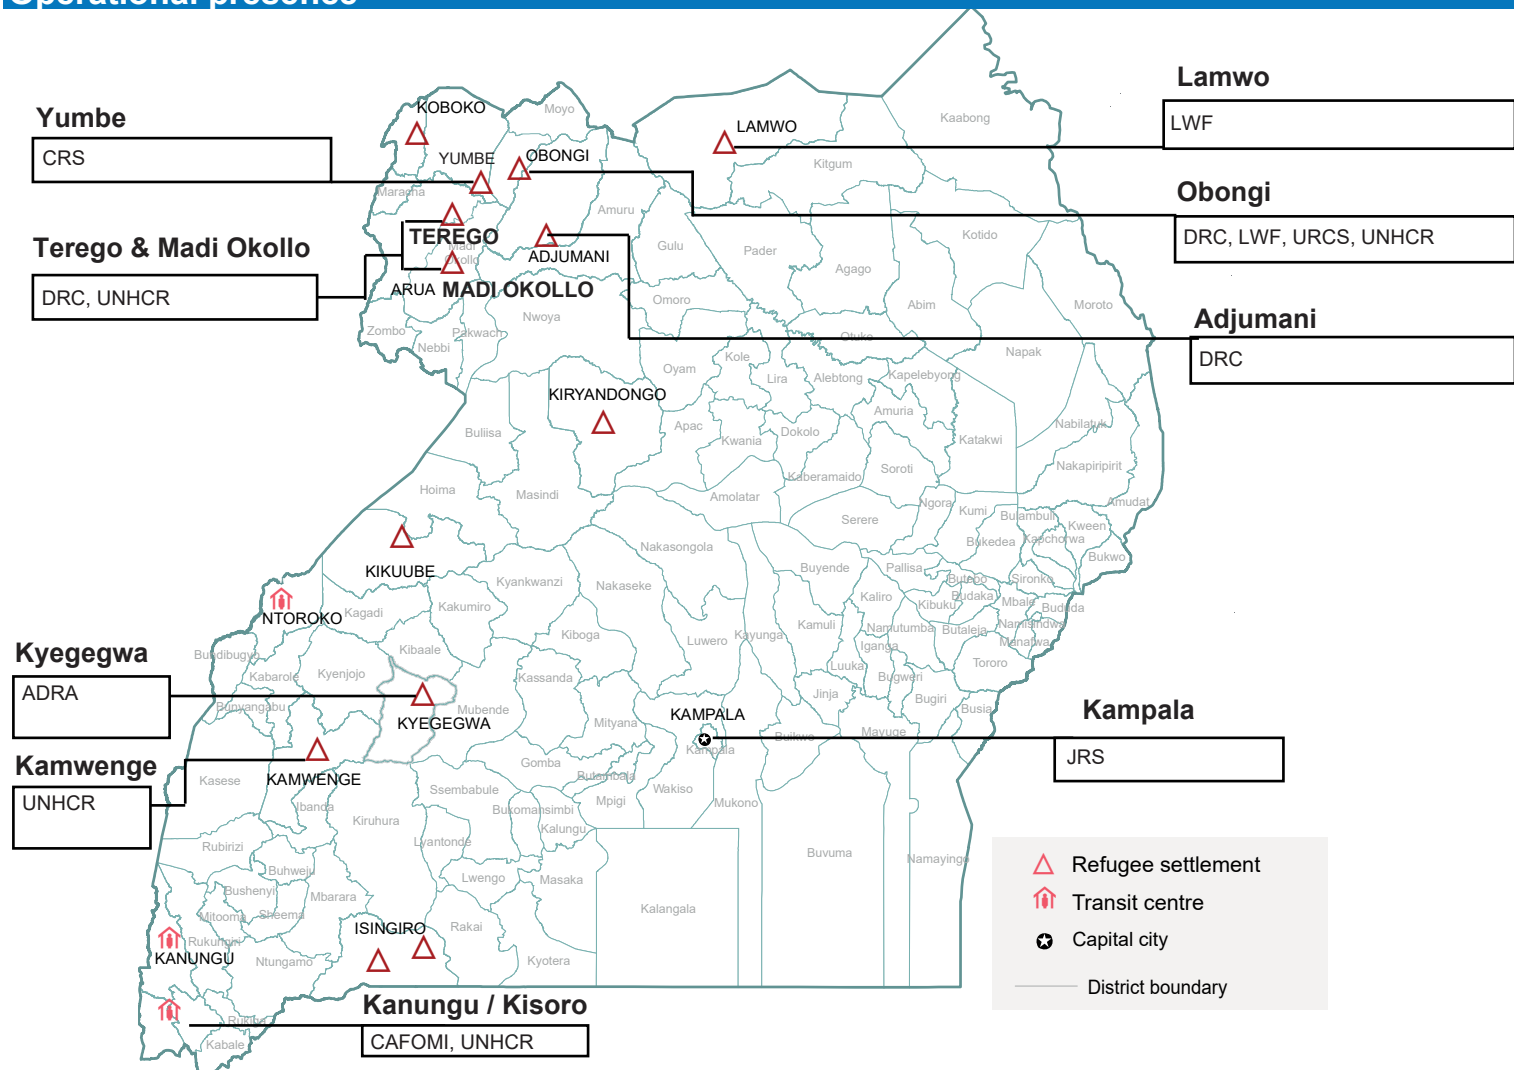 Operational presence
Yumbe
CRS
Terego & Madi Okollo
DRC, UNHCR
Kyegegwa
ADRA
Kamwenge
UNHCR
Kanungu / Kisoro
CAFOMI, UNHCR
Lamwo
LWF
Obongi
DRC, LWF, URCS, UNHCR
Adjumani
DRC
Kampala
JRS
KOBOKO
Moyo
LAMWO
Kaabong
YUMBE
OBONGI
Kitgum
Maracha
Amuru
TEREGO
Madi
Okollo
ADJUMANI
Gulu
Pader
Kotido
Agago
ARUA
MADI OKOLLO
Omoro
Abim
Moroto
Zombo
Pakwach
Nwoya
Nebbi
Otuke
Napak
Kole
Oyam
Lira
Alebtong
Kapelebyong
KIRYANDONGO
Amuria
Buliisa
Apac
Kwania
Dokolo
Katakwi
Nabilatuk
Kaberamaido
Soroti
Nakapiripirit
Hoima
Masindi
Amolatar
Ngora
Kumi
Bulambuli
Amudat
Serere
Kween
Bukedea
Kapchorwa
Bukwo
Nakasongola
KIKUUBE
Kyankwanzi
Nakaseke
Buyende
Pallisa
Butebo
Sironko
NTOROKO
Kagadi
Kakumiro
Kaliro
Kibuku
Budaka
Mbale
Bududa
Kiboga
Luwero
Kayunga
Kamuli
Namutumba
Butaleja
Namisindwa
Manafwa
Bundibugyo
Kibaale
Iganga
Luuka
Tororo
Kabarole
Kyenjojo
Kassanda
Bugweri
Bunyangabu
Mubende
Jinja
Bugiri
Busia
KYEGEGWA
Mityana
KAMPALA
Kampala
Buikwe
Mayuge
KAMWENGE
Gomba
Butambala
Kasese
Ssembabule
Wakiso
Mukono
Mpigi
Ibanda
Bukomansimbi
Kiruhura
Kalungu
Lyantonde
Rubirizi
Buvuma
Namayingo
Buhweju
Lwengo
Masaka
Bushenyi
Mbarara
Mitooma
Sheema
Kalangala
ISINGIRO
Rakai
Rukungiri
KANUNGU
Ntungamo
Kyotera
Rukiga
Kabale
Refugee settlement
Transit centre
Capital city
District boundary